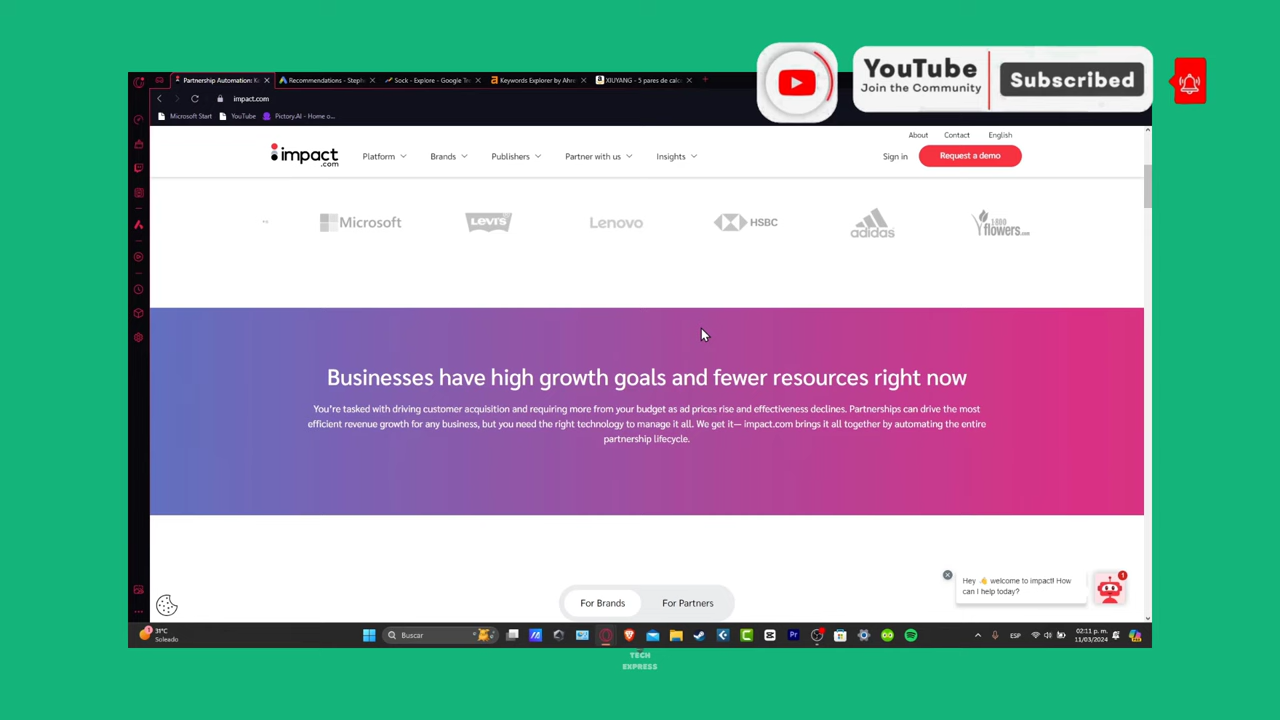 YouTube
Join the Community
Subscribed
Partnership Automation: K
Recommendations - Steph
Sock - Explore - Google Tr
Keywords Explorer by Ahre
XIUYANG - 5 pares de calc
impact.com
Microsoft Start
YouTube
Pictory.AI - Home o...
About
Contact
English
impact
.com
Platform
Brands
Publishers
Partner with us
Insights
Sign in
Request a demo
Microsoft
Levi's
Lenovo
HSBC
adidas
1800
flowers.com
Businesses have high growth goals and fewer resources right now
You're tasked with driving customer acquisition and requiring more from your budget as ad prices rise and effectiveness declines. Partnerships can drive the most
efficient revenue growth for any business, but you need the right technology to manage it all. We get it— impact.com brings it all together by automating the entire
partnership lifecycle.
Hey 👋 welcome to impact! How
can I help today?
1
For Brands
For Partners
31°C
Soleado
Buscar
ESP
02:11 p. m.
11/03/2024
TECH
EXPRESS